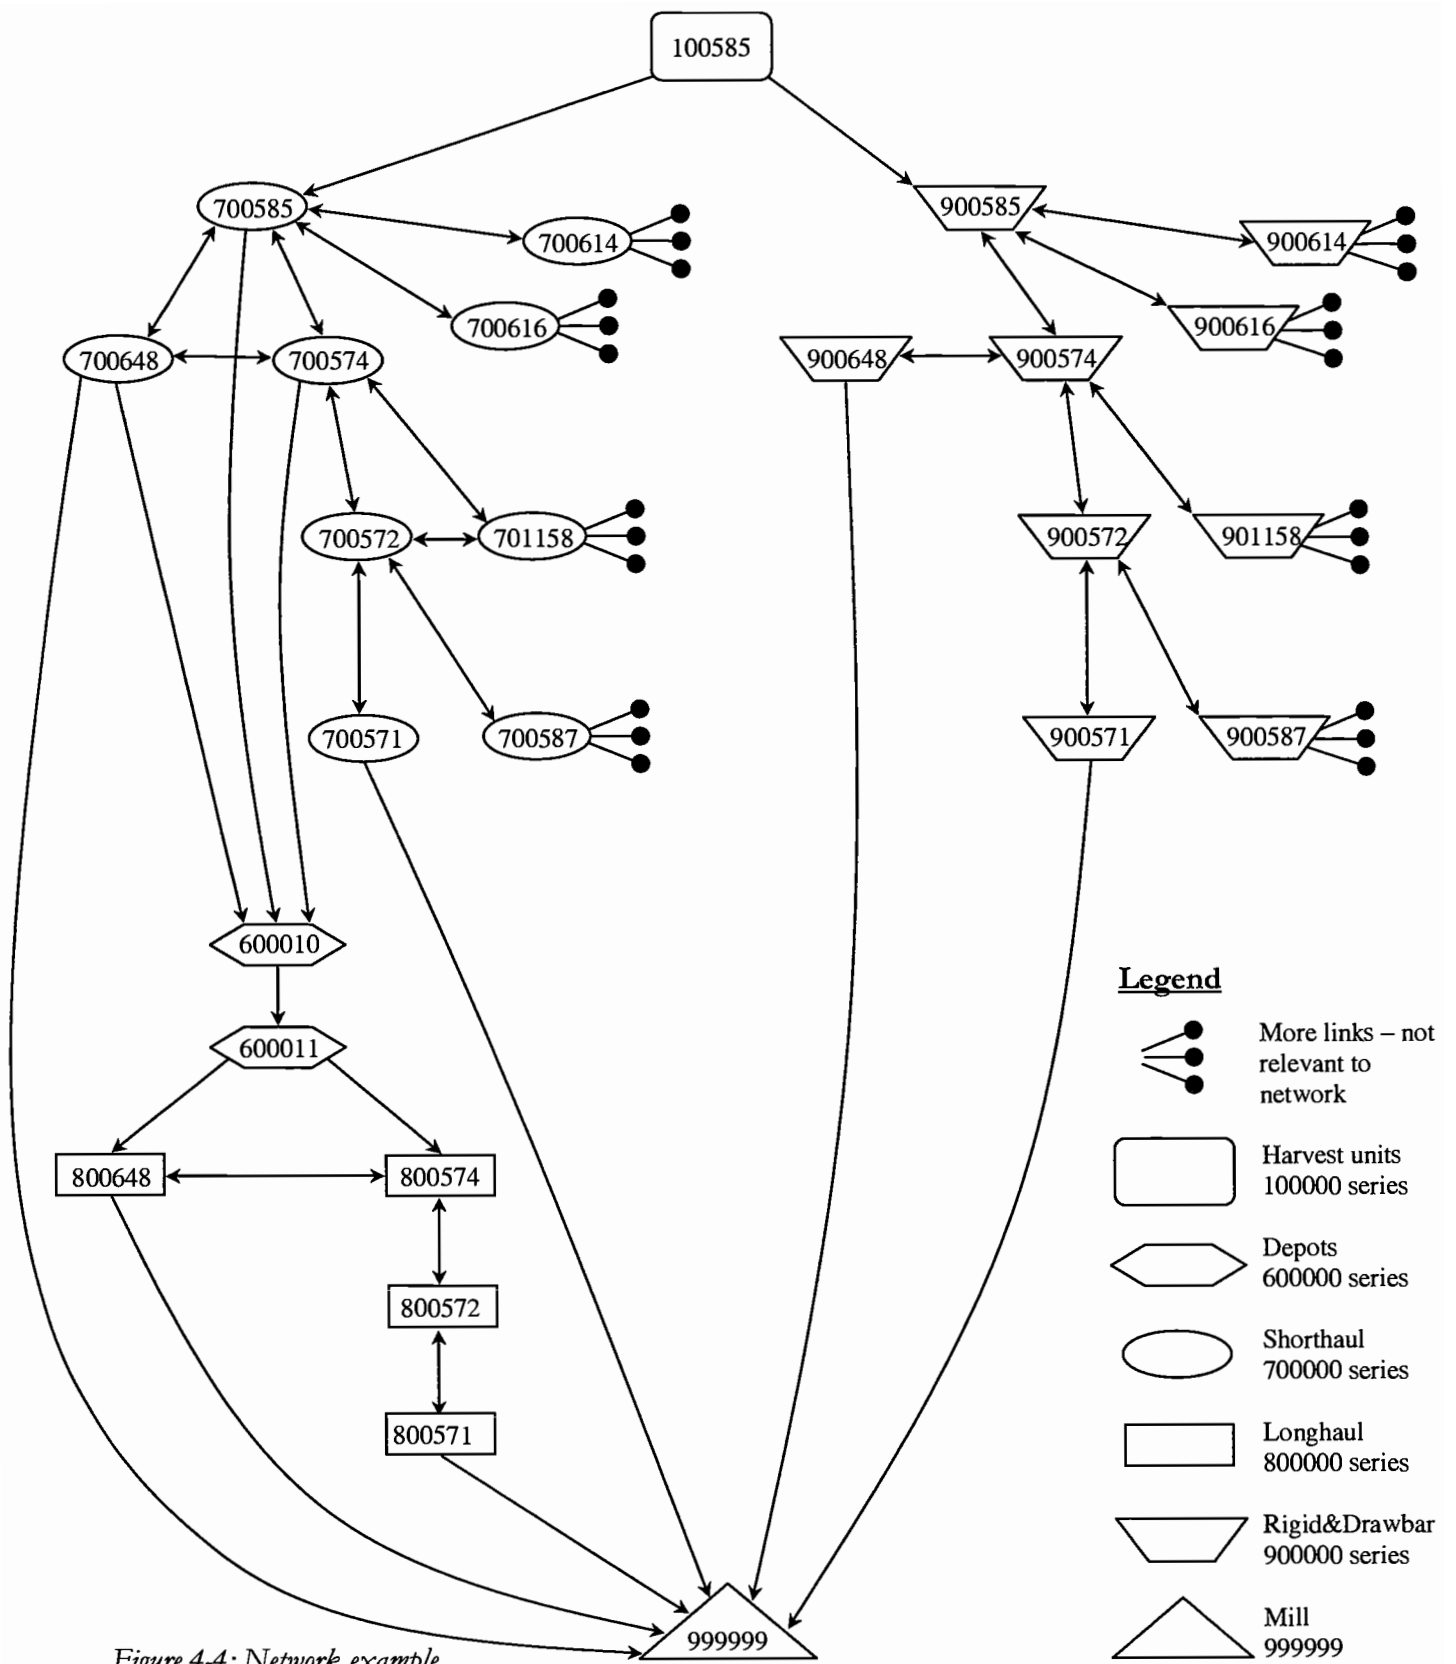 100585
700585
900585
700614
900614
700616
900616
700648
700574
900648
900574
700572
701158
900572
901158
700571
700587
900571
900587
600010
600011
800648
800574
800572
800571
999999
Legend
More links – not
relevant to
network
Harvest units
100000 series
Depots
600000 series
Shorthaul
700000 series
Longhaul
800000 series
Rigid&Drawbar
900000 series
Mill
999999
Figure 4-4: Network example